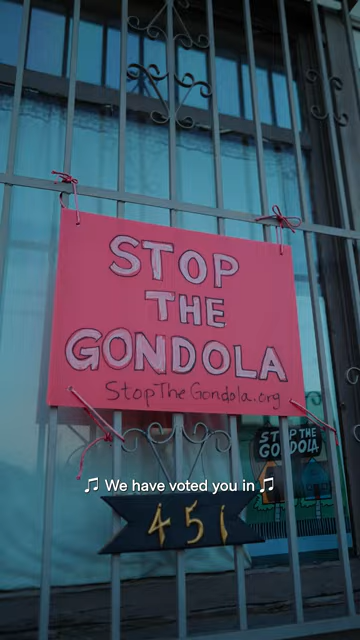 STOP
THE
GONDOLA
StopTheGondola.org
STOP THE
GONDOLA
♫ We have voted you in ♫
451